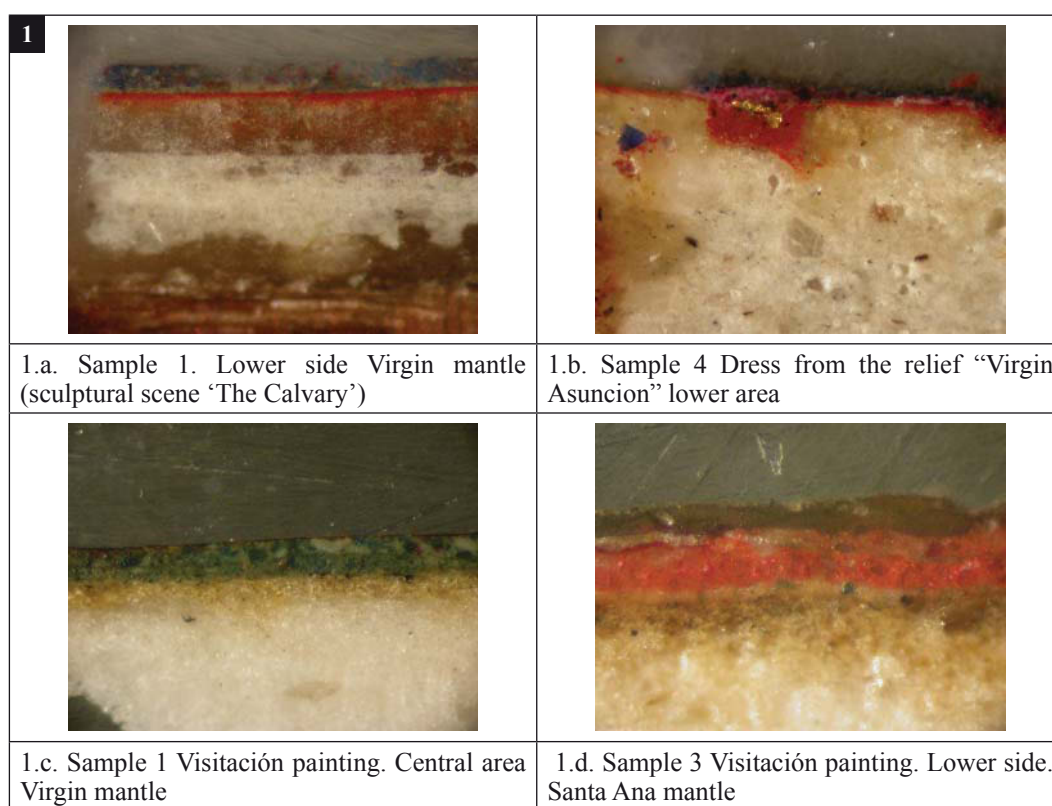 1
1.a. Sample 1. Lower side Virgin mantle
(sculptural scene ‘The Calvary’)
1.b. Sample 4 Dress from the relief “Virgin
Asuncion” lower area
1.c. Sample 1 Visitación painting. Central area
Virgin mantle
1.d. Sample 3 Visitación painting. Lower side.
Santa Ana mantle